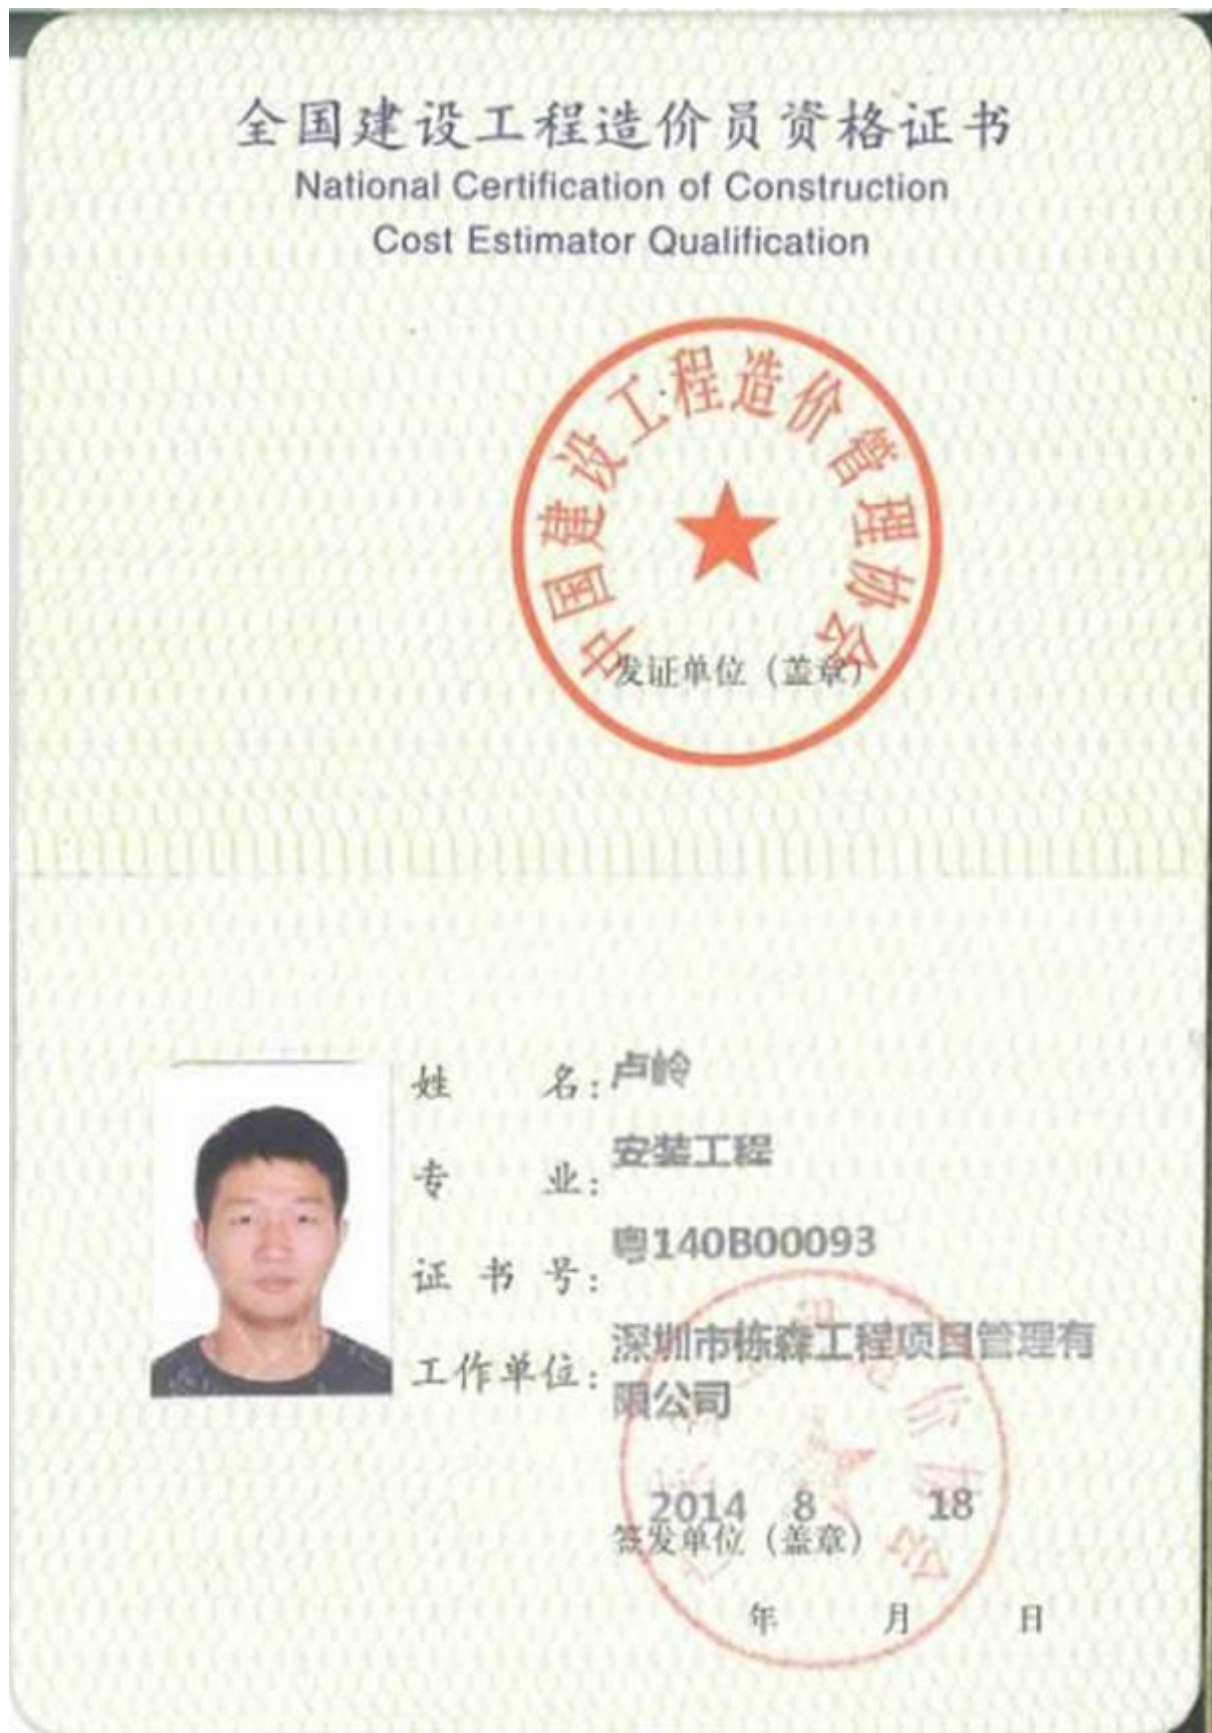 全国建设工程造价员资格证书
National Certification of Construction
Cost Estimator Qualification
中国建设工程造价管理协会
发证单位（盖章）
姓 名：卢岭
专 业：安装工程
证 书 号：粤140B00093
工作单位：深圳市栋森工程项目管理有
限公司
2014 8 18
签发单位（盖章）
年 月 日